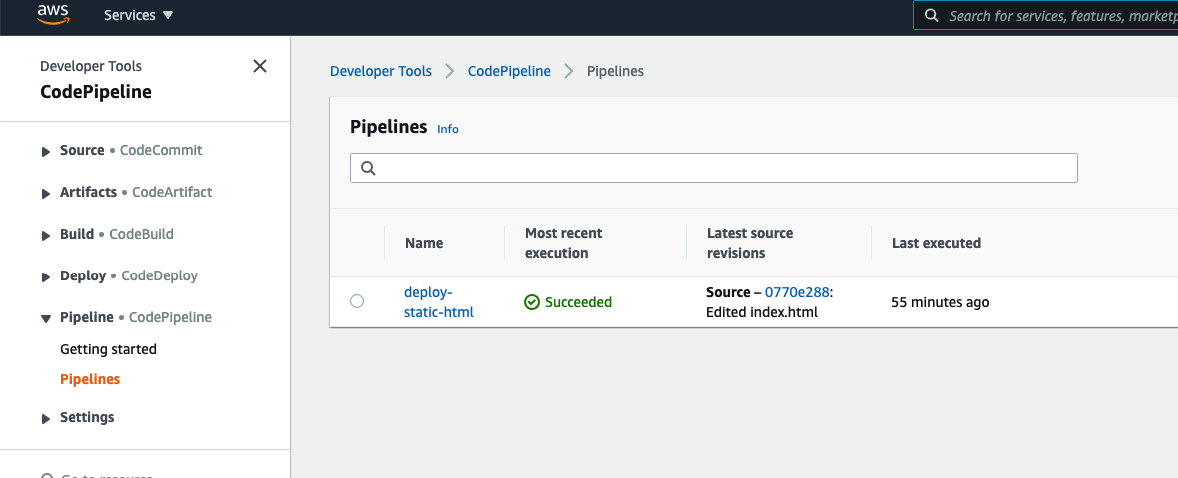 aws
Services
Search for services, features, marketp
Developer Tools
CodePipeline
Source • CodeCommit
Artifacts • CodeArtifact
Build • CodeBuild
Deploy • CodeDeploy
Pipeline • CodePipeline
Getting started
Pipelines
Settings
Developer Tools
CodePipeline
Pipelines
Pipelines Info
Name
Most recent
execution
Latest source
revisions
Last executed
deploy-
static-html
Succeeded
Source – 0770e288:
Edited index.html
55 minutes ago